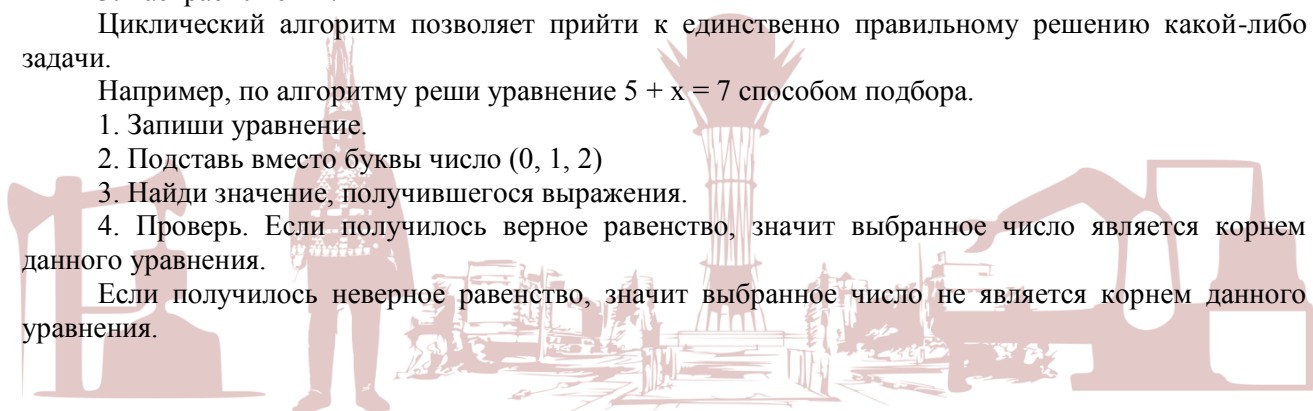 Циклический алгоритм позволяет прийти к единственно правильному решению какой-либо
задачи.
Например, по алгоритму реши уравнение 5 + х = 7 способом подбора.
1. Запиши уравнение.
2. Подставь вместо буквы число (0, 1, 2)
3. Найди значение, получившегося выражения.
4. Проверь. Если получилось верное равенство, значит выбранное число является корнем
данного уравнения.
Если получилось неверное равенство, значит выбранное число не является корнем данного
уравнения.